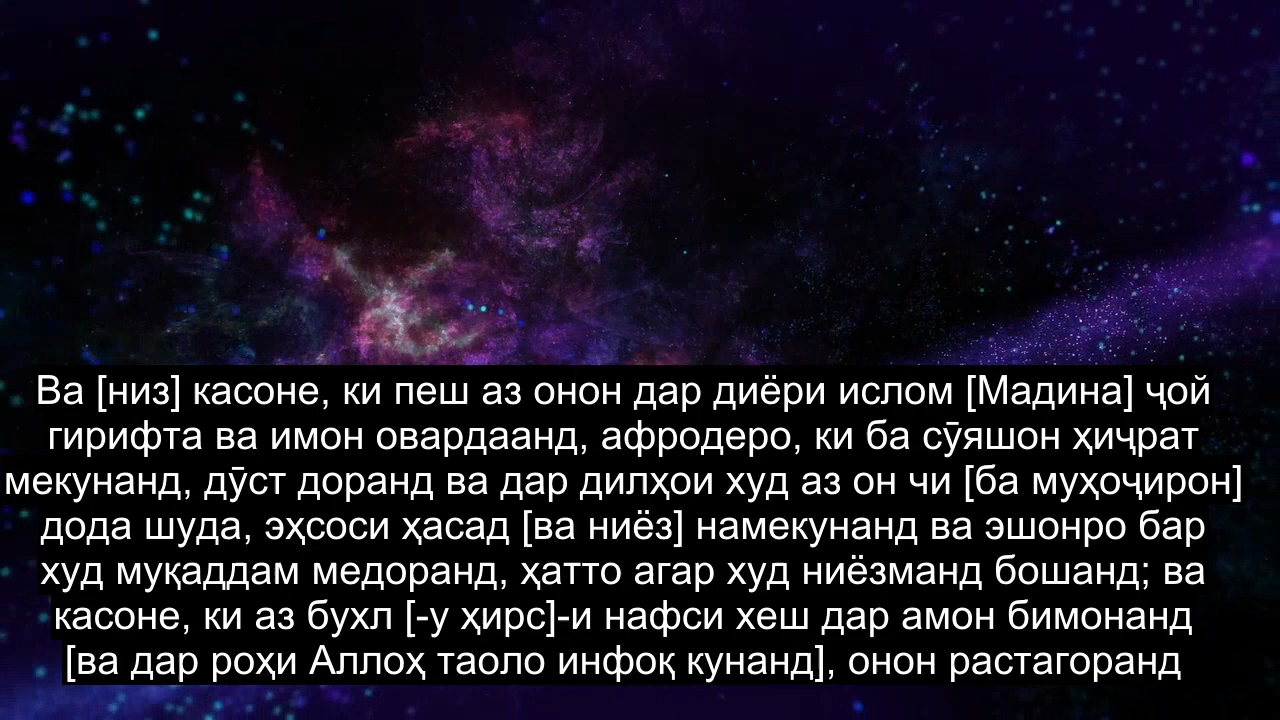 Ва [низ] касоне, ки пеш аз онон дар диёри ислом [Мадина] ҷой
гирифта ва имон овардаанд, афродеро, ки ба сӯяшон ҳиҷрат
мекунанд, дӯст доранд ва дар дилҳои худ аз он чи [ба муҳоҷирон]
дода шуда, эҳсоси ҳасад [ва ниёз] намекунанд ва эшонро бар
худ муқаддам медоранд, ҳатто агар худ ниёзманд бошанд; ва
касоне, ки аз бухл [-у ҳирс]-и нафси хеш дар амон бимонанд
[ва дар роҳи Аллоҳ таоло инфоқ кунанд], онон растагоранд